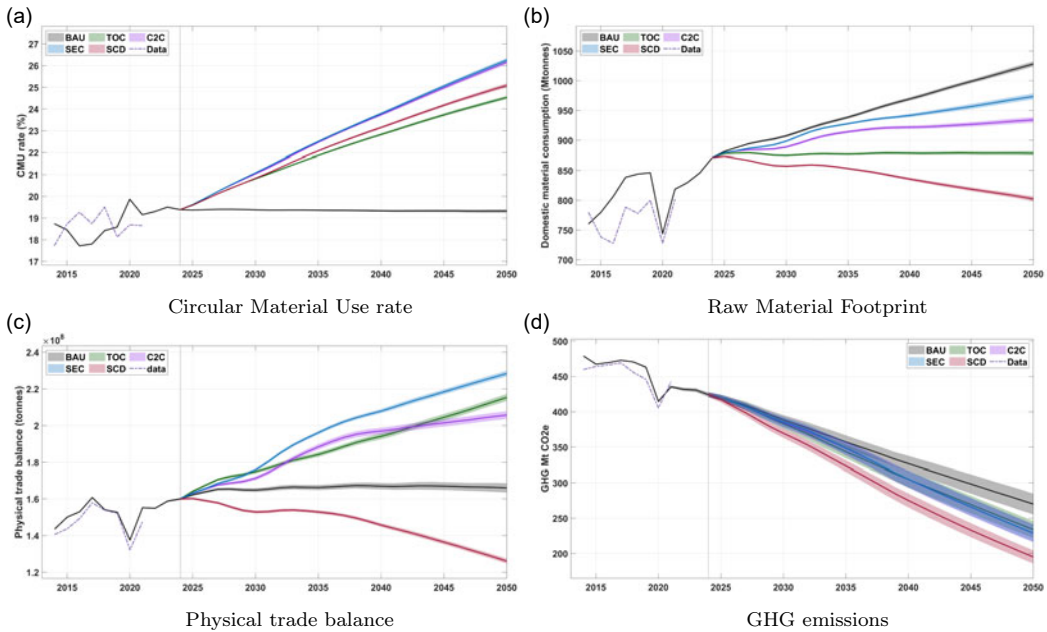 (a)
BAU TOC C2C
SEC SCD Data
CMU rate (%)
27
26
25
24
23
22
21
20
19
18
17
2015 2020 2025 2030 2035 2040 2045 2050
Circular Material Use rate
(b)
BAU TOC C2C
SEC SCD Data
Domestic material consumption (Mtonnes)
1050
1000
950
900
850
800
750
700
2015 2020 2025 2030 2035 2040 2045 2050
Raw Material Footprint
(c)
× 10⁸
BAU TOC C2C
SEC SCD data
Physical trade balance (tonnes)
2.4
2.2
2
1.8
1.6
1.4
1.2
2015 2020 2025 2030 2035 2040 2045 2050
Physical trade balance
(d)
BAU TOC C2C
SEC SCD Data
GHG Mt CO2e
500
450
400
350
300
250
200
2015 2020 2025 2030 2035 2040 2045 2050
GHG emissions